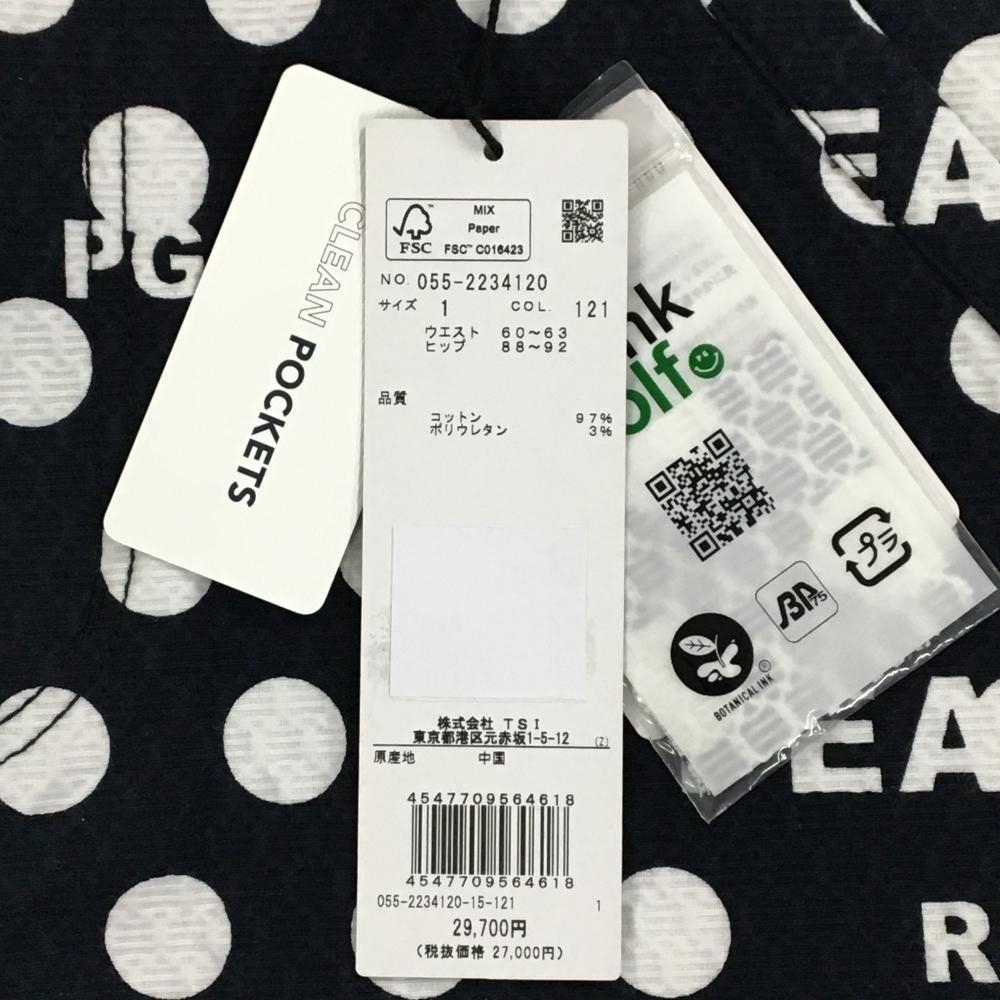 PG
EA
CLEAN POCKETS
FSC™
MIX
Paper
FSC™ C016423
NO. 055-2234120
サイズ 1 COL. 121
ウエスト 60~63
ヒップ 88~92
品質
コットン 97%
ポリウレタン 3%
株式会社 TSI
東京都港区元赤坂1-5-12 (Z)
原産地 中国
4547709564618
4547709564618
055-2234120-15-121 1
29,700円
(税抜価格 27,000円)
nk
olf
プラ
BP75
BOTANICAL INK
EA
R